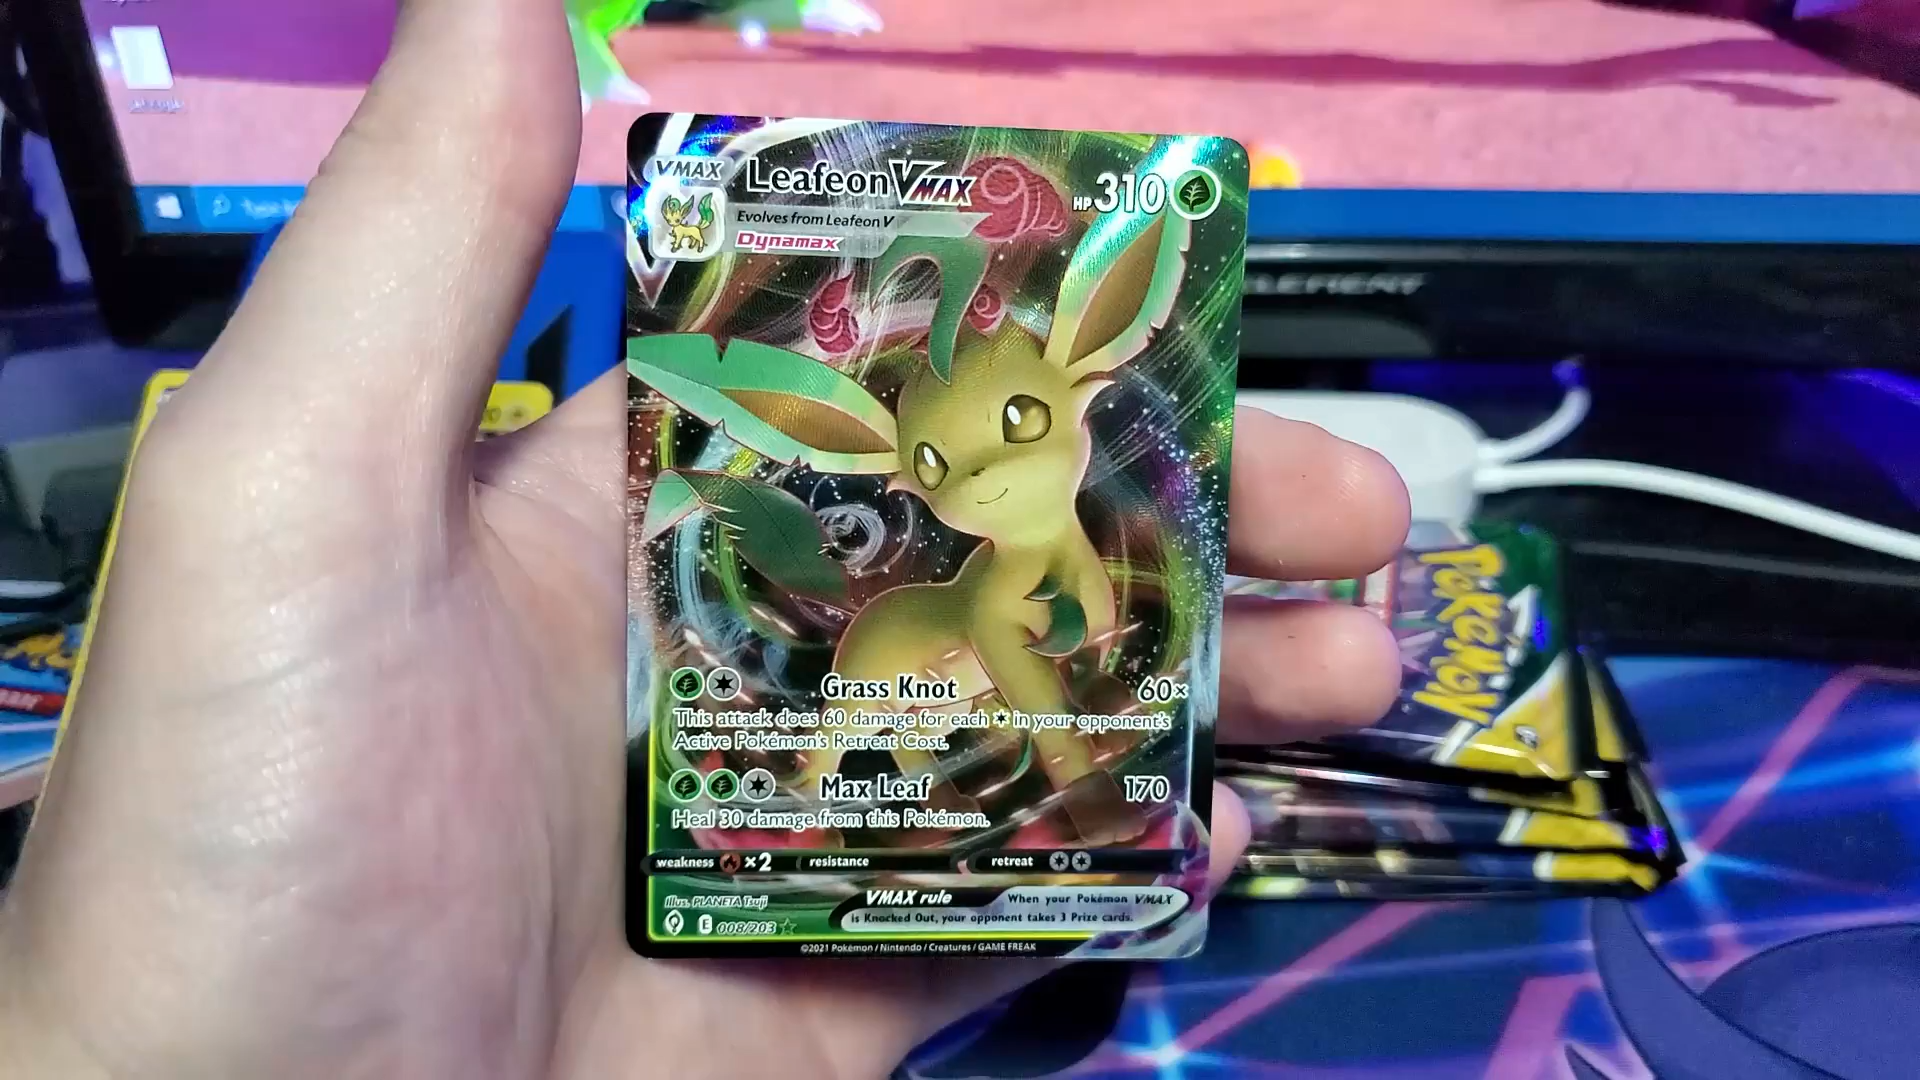 VMAX
Leafeon VMAX
HP 310
Evolves from Leafeon V
Dynamax
ELEMENT
Grass Knot 60×
This attack does 60 damage for each in your opponent's
Active Pokémon's Retreat Cost.
Max Leaf 170
Heal 30 damage from this Pokémon.
weakness ×2 resistance retreat
Illus. PLANETA Tsuji
VMAX rule
When your Pokémon VMAX
is Knocked Out, your opponent takes 3 Prize cards.
E 008/203
©2021 Pokémon / Nintendo / Creatures / GAME FREAK
POKéMON